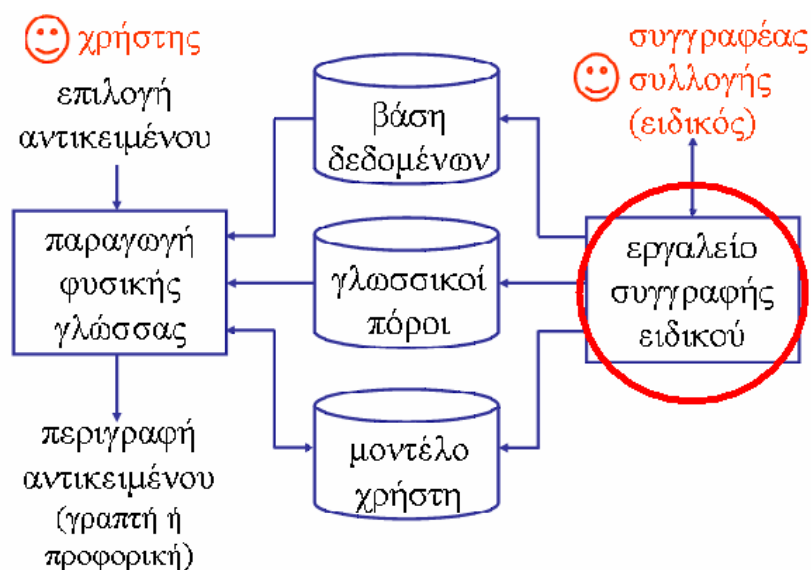 χρήστης
επιλογή
αντικειμένου
παραγωγή
φυσικής
γλώσσας
περιγραφή
αντικειμένου
(γραπτή ή
προφορική)
βάση
δεδομένων
γλωσσικοί
πόροι
μοντέλο
χρήστη
συγγραφέας
συλλογής
(ειδικός)
εργαλείο
συγγραφής
ειδικού